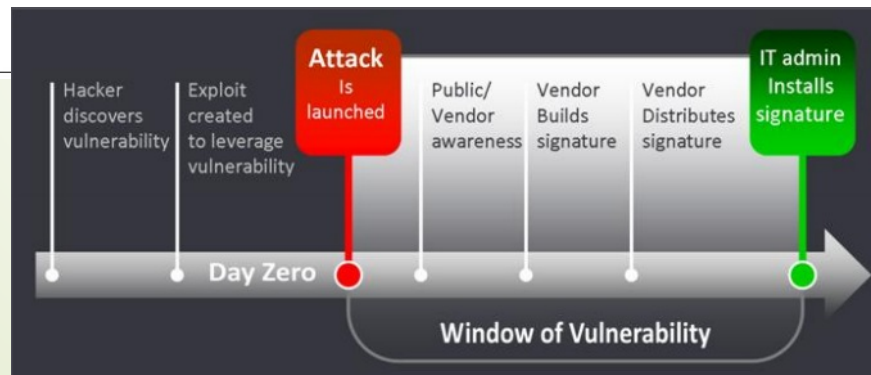 Hacker
discovers
vulnerability
Exploit
created
to leverage
vulnerability
Attack
Is
launched
Public/
Vendor
awareness
Vendor
Builds
signature
Vendor
Distributes
signature
IT admin
Installs
signature
Day Zero
Window of Vulnerability